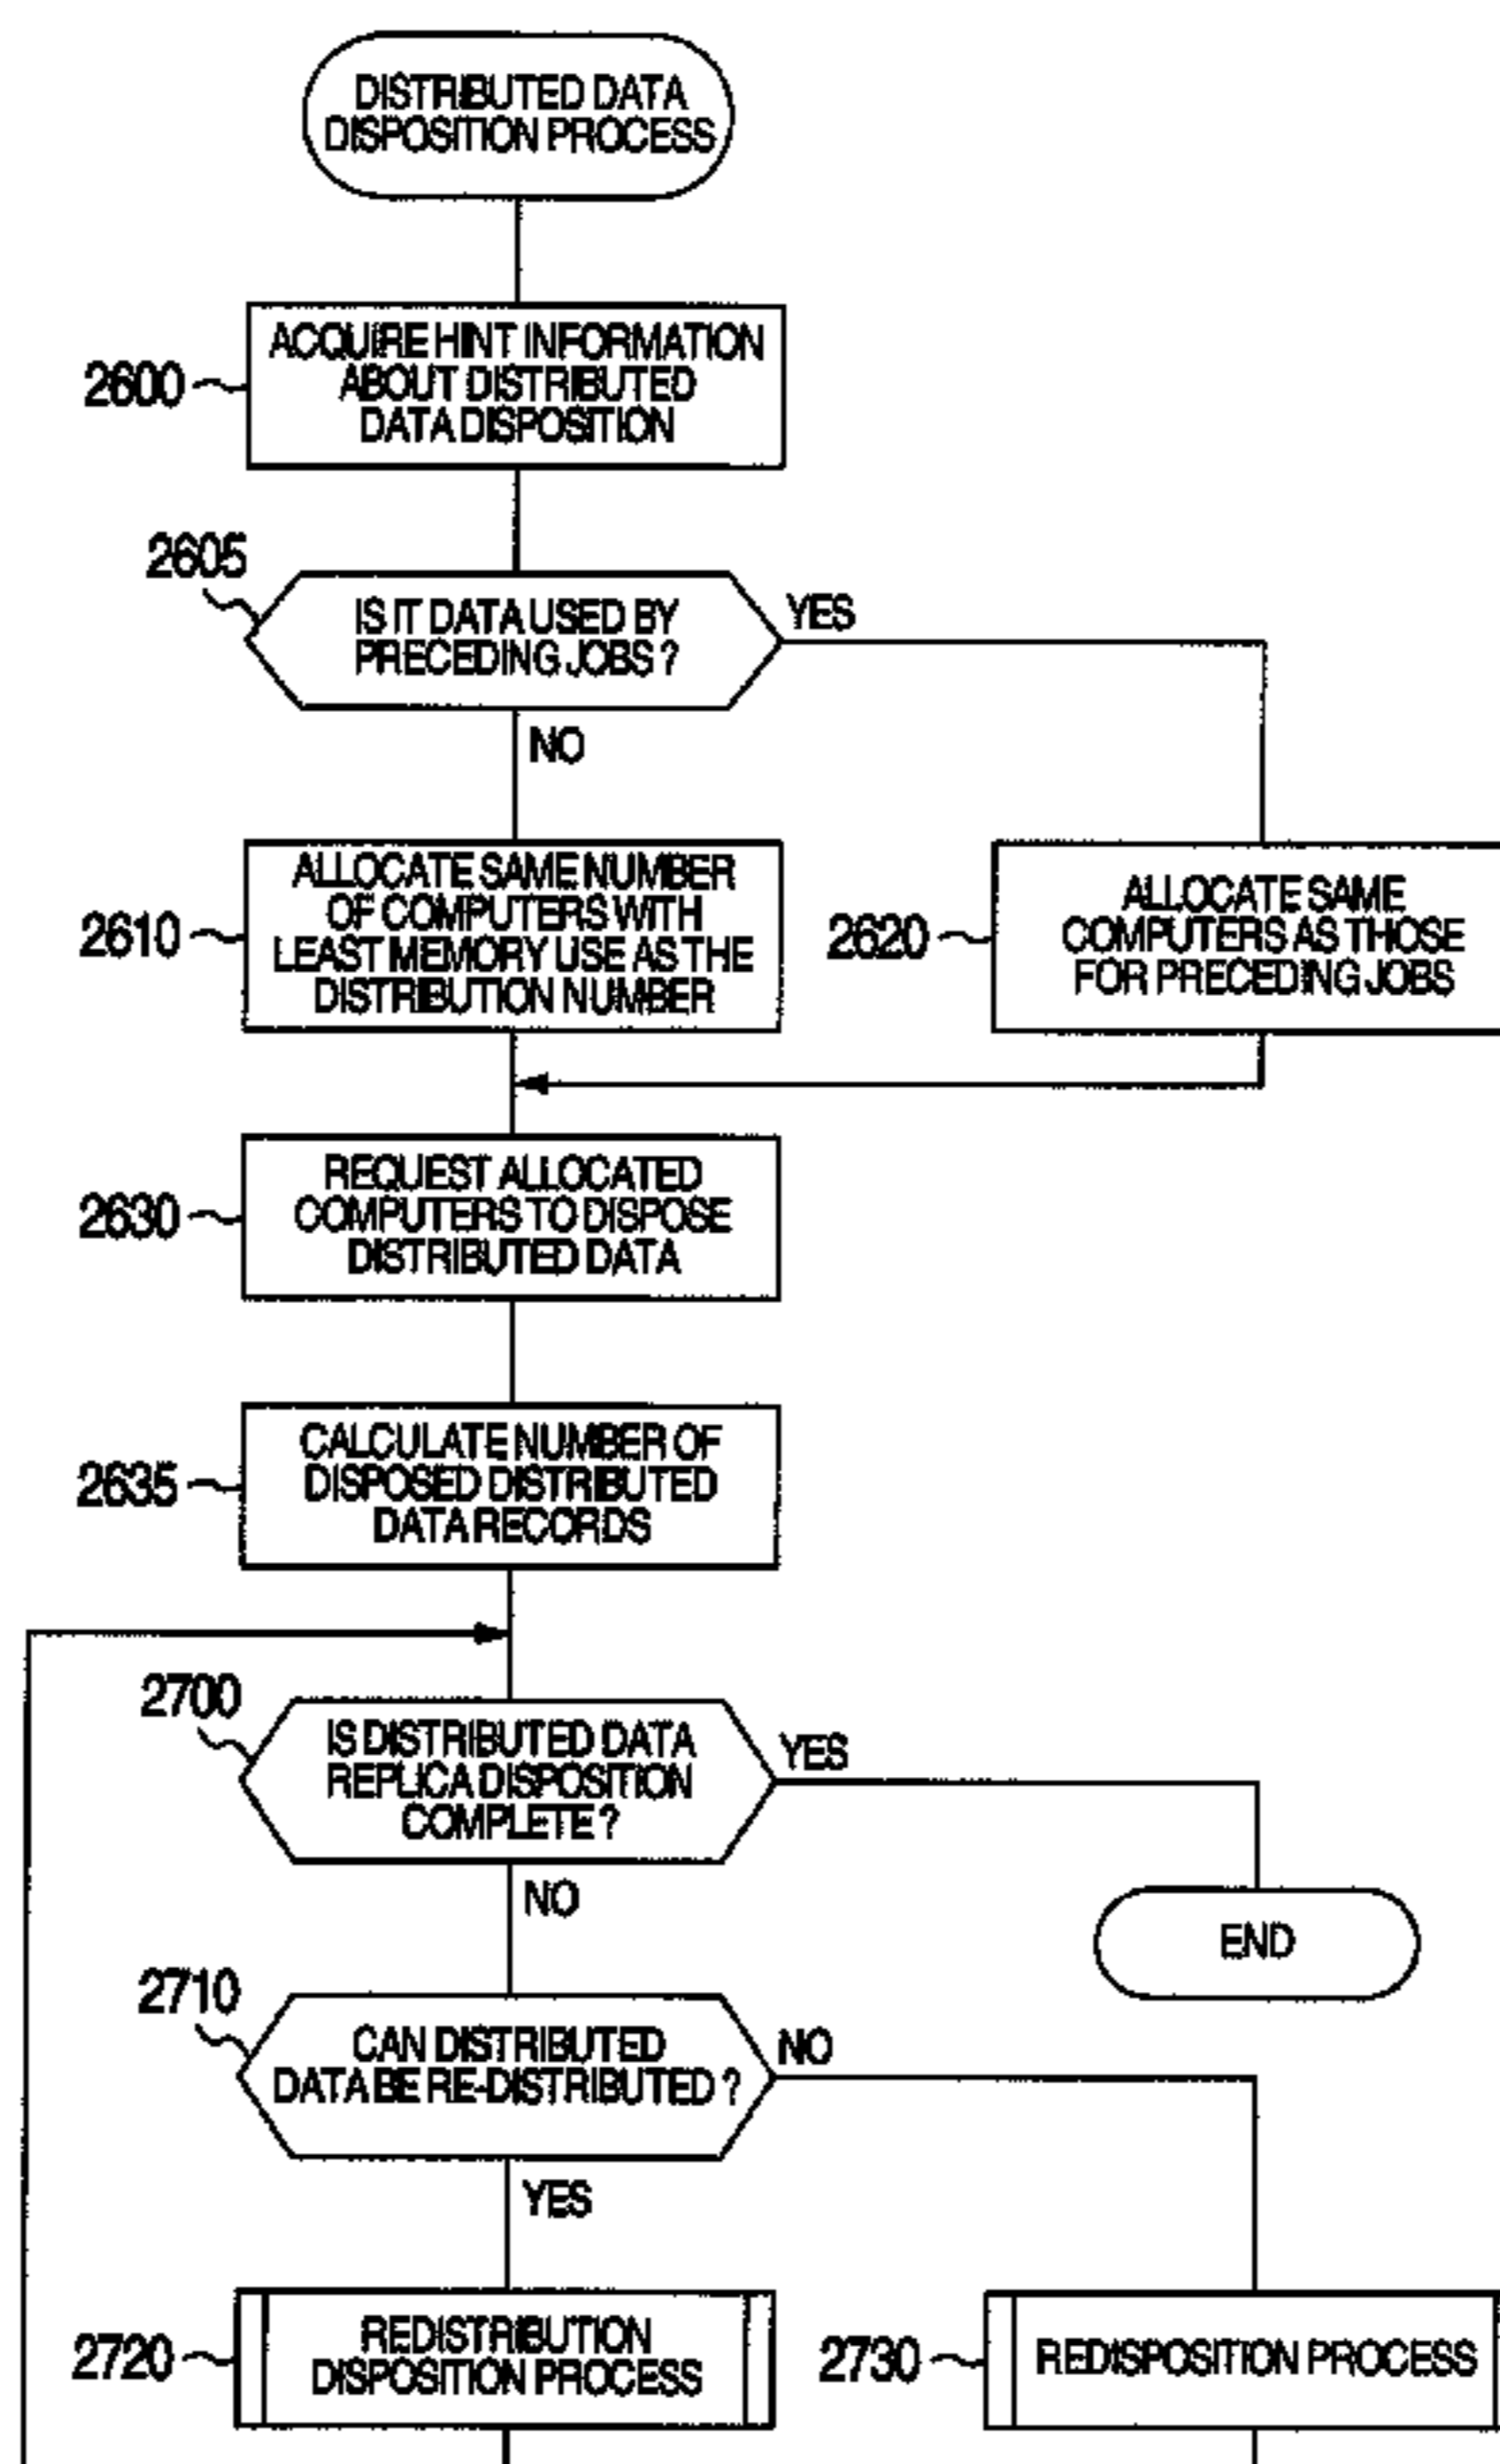 DISTRIBUTED DATA
DISPOSITION PROCESS
2600
ACQUIRE HINT INFORMATION
ABOUT DISTRIBUTED
DATA DISPOSITION
2605
IS IT DATA USED BY
PRECEDING JOBS ?
YES
NO
2610
ALLOCATE SAME NUMBER
OF COMPUTERS WITH
LEAST MEMORY USE AS THE
DISTRIBUTION NUMBER
2620
ALLOCATE SAME
COMPUTERS AS THOSE
FOR PRECEDING JOBS
2630
REQUEST ALLOCATED
COMPUTERS TO DISPOSE
DISTRIBUTED DATA
2635
CALCULATE NUMBER OF
DISPOSED DISTRIBUTED
DATA RECORDS
2700
IS DISTRIBUTED DATA
REPLICA DISPOSITION
COMPLETE ?
YES
NO
END
2710
CAN DISTRIBUTED
DATA BE RE-DISTRIBUTED ?
NO
YES
2720
REDISTRIBUTION
DISPOSITION PROCESS
2730
REDISPOSITION PROCESS